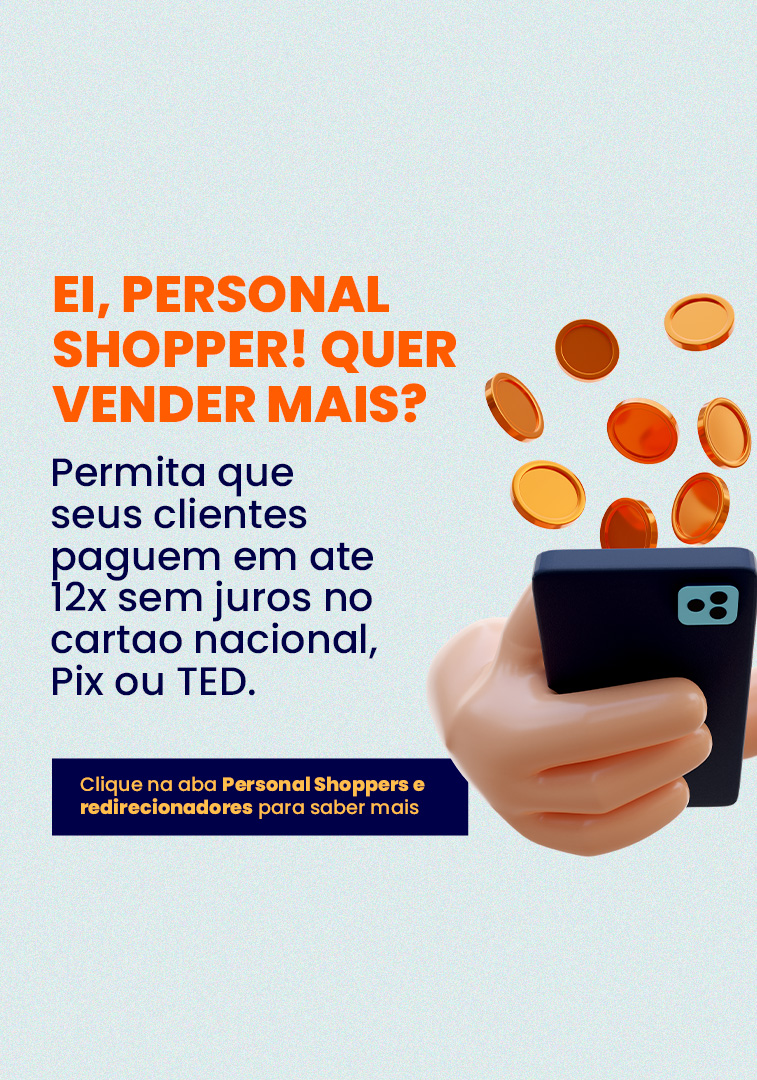 EI, PERSONAL
SHOPPER! QUER
VENDER MAIS?
Permita que
seus clientes
paguem em ate
12x sem juros no
cartao nacional,
Pix ou TED.
Clique na aba Personal Shoppers e
redirecionadores para saber mais